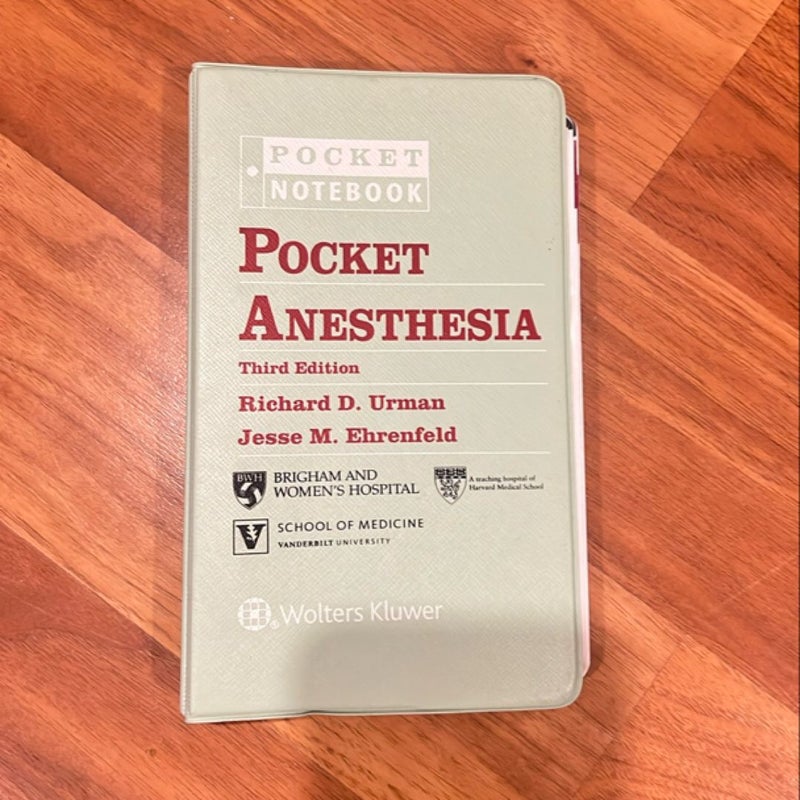 POCKET
NOTEBOOK
POCKET
ANESTHESIA
Third Edition
Richard D. Urman
Jesse M. Ehrenfeld
BWH
BRIGHAM AND
WOMEN'S HOSPITAL
A teaching hospital of
Harvard Medical School
V
SCHOOL OF MEDICINE
VANDERBILT UNIVERSITY
® Wolters Kluwer